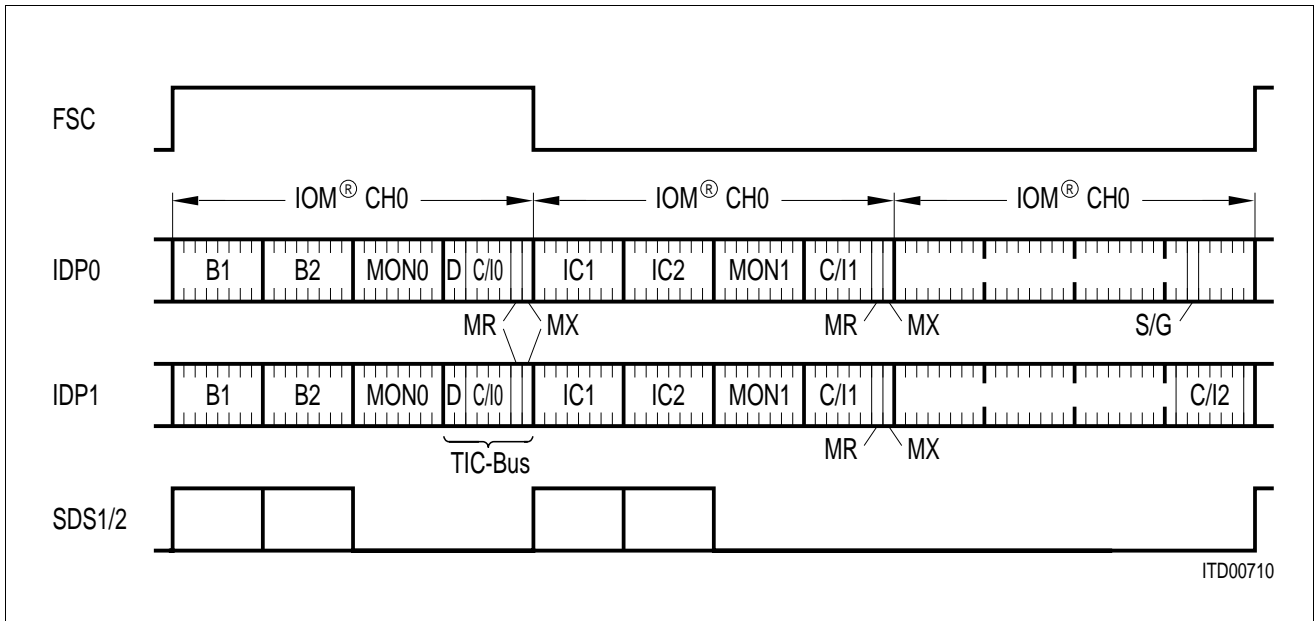 FSC
IOM® CH0 IOM® CH0 IOM® CH0
IDP0 B1 B2 MON0 D C/I0 IC1 IC2 MON1 C/I1
MR MX MR MX S/G
IDP1 B1 B2 MON0 D C/I0 IC1 IC2 MON1 C/I1 C/I2
TIC-Bus MR MX
SDS1/2
ITD00710